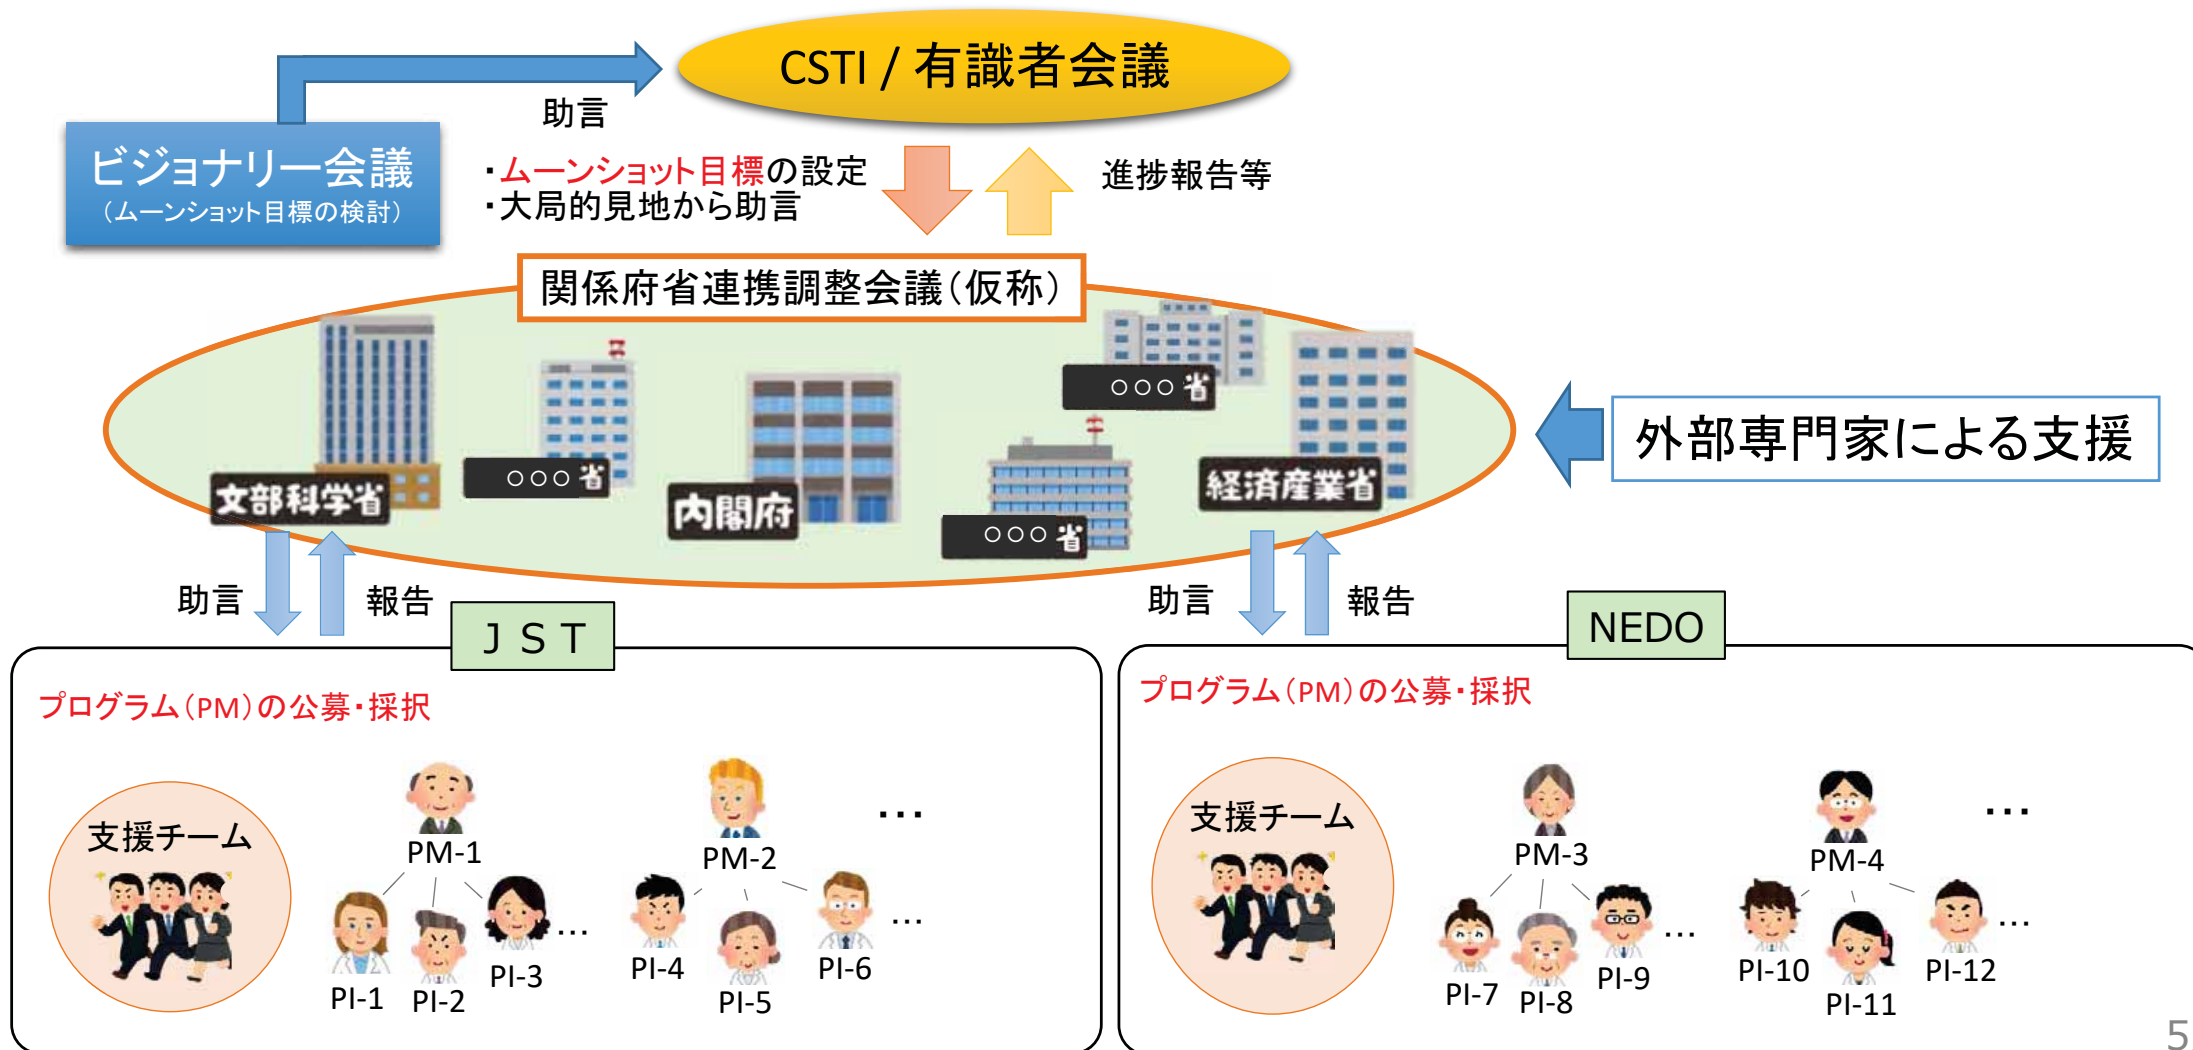 CSTI / 有識者会議
助言
ビジョナリー会議
（ムーンショット目標の検討）
・ムーンショット目標の設定
・大局的見地から助言
進捗報告等
関係府省連携調整会議（仮称）
○○○省
外部専門家による支援
○○○省
文部科学省
経済産業省
内閣府
○○○省
助言
報告
助言
報告
ＪＳＴ
NEDO
プログラム（PM）の公募・採択
プログラム（PM）の公募・採択
支援チーム
PM-1
PM-2
…
PI-1
PI-2
PI-3
…
PI-4
PI-5
PI-6
…
支援チーム
PM-3
PM-4
…
PI-7
PI-8
PI-9
…
PI-10
PI-11
PI-12
…
5